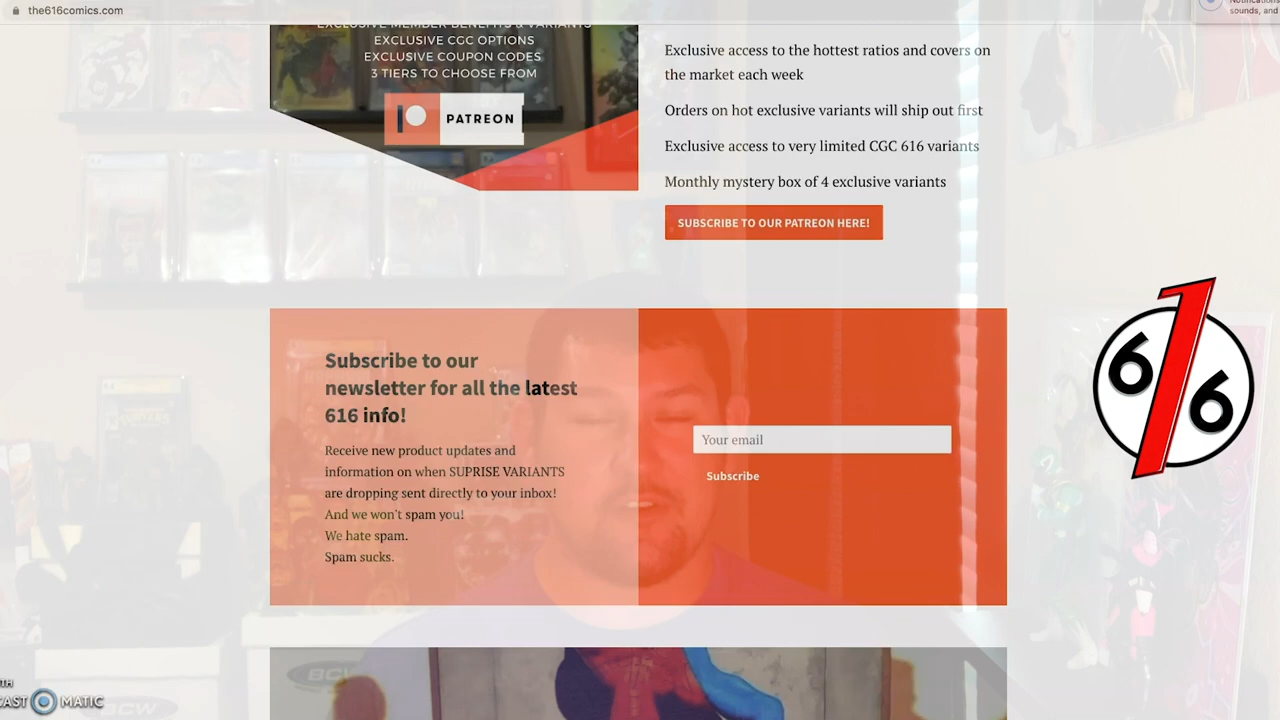 the616comics.com
sounds, and
EXCLUSIVE MEMBER BENEFITS & VARIANTS
EXCLUSIVE CGC OPTIONS
EXCLUSIVE COUPON CODES
3 TIERS TO CHOOSE FROM
PATREON
Exclusive access to the hottest ratios and covers on
the market each week
Orders on hot exclusive variants will ship out first
Exclusive access to very limited CGC 616 variants
Monthly mystery box of 4 exclusive variants
SUBSCRIBE TO OUR PATREON HERE!
616
Subscribe to our
newsletter for all the latest
616 info!
Receive new product updates and
information on when SUPRISE VARIANTS
are dropping sent directly to your inbox!
And we won't spam you!
We hate spam.
Spam sucks.
Your email
Subscribe
BCW
MATIC
BCW